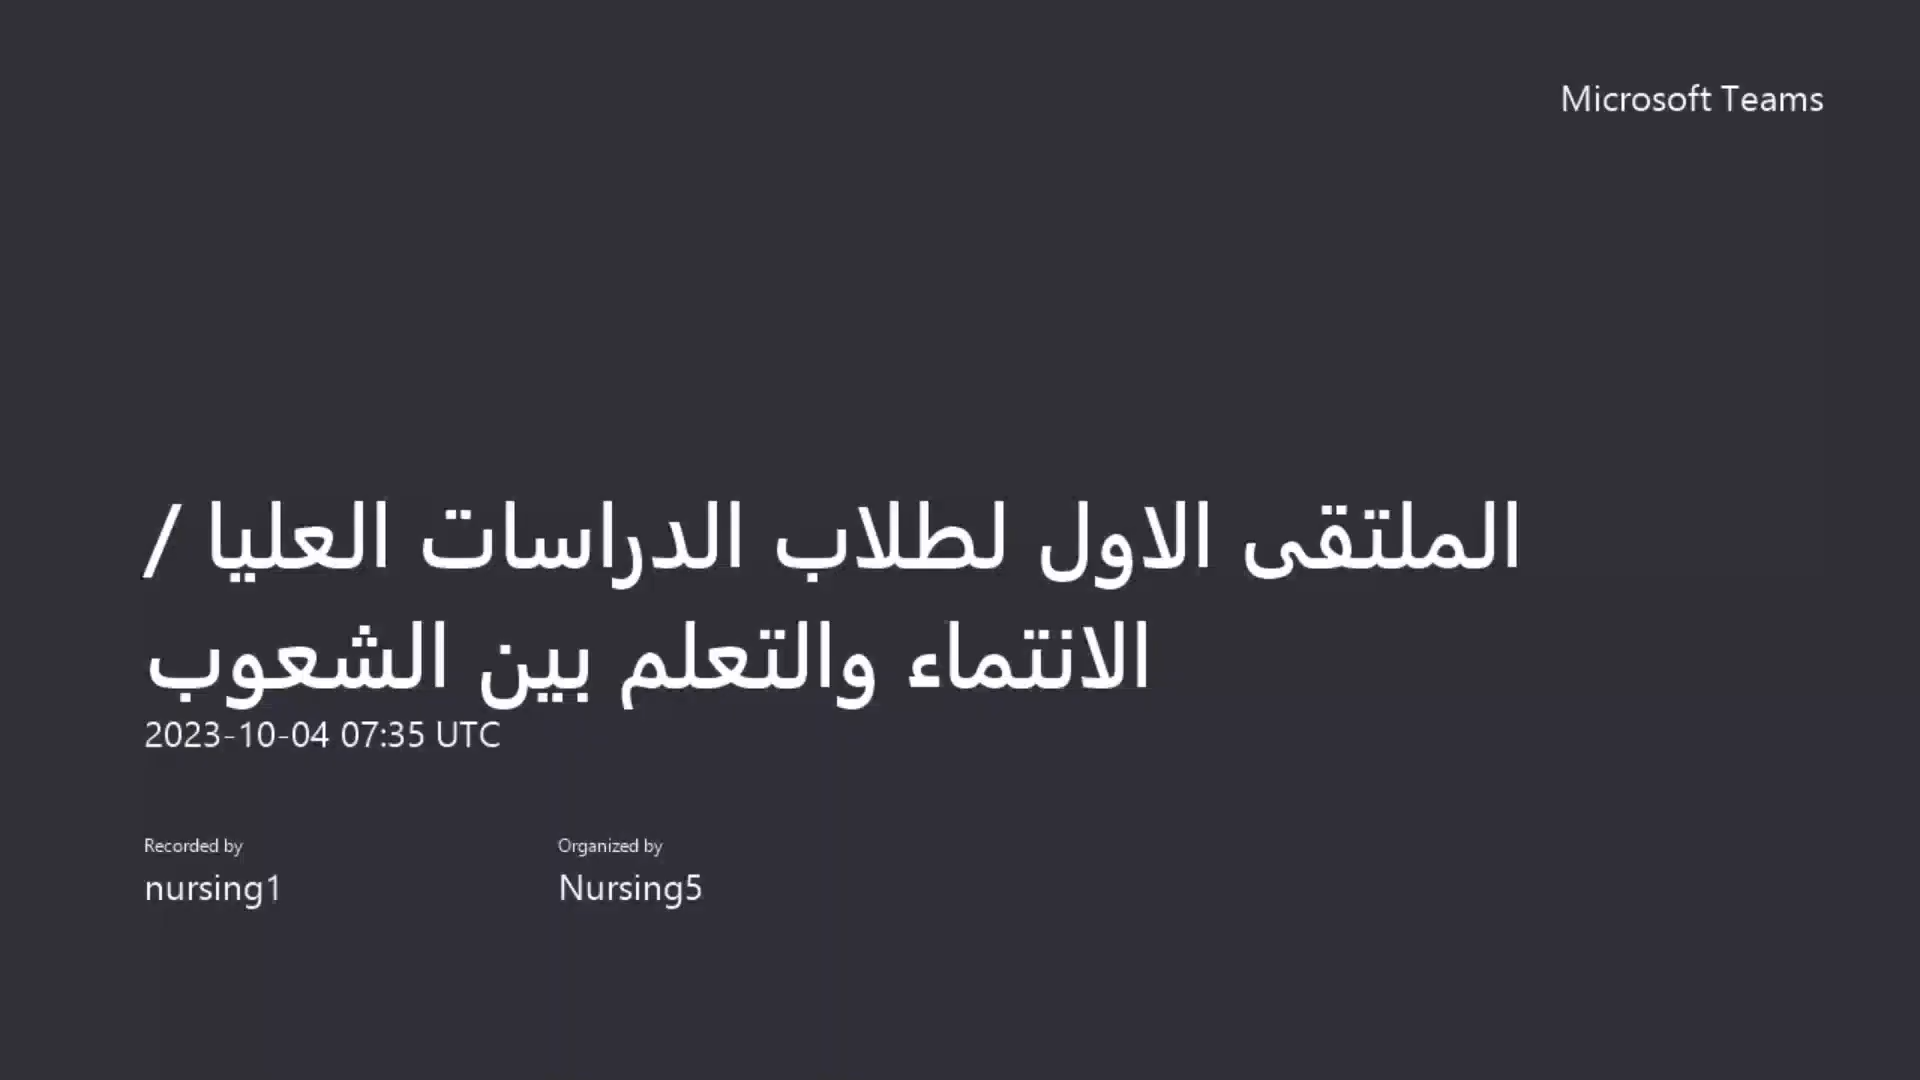 Microsoft Teams
الملتقى الاول لطلاب الدراسات العليا /
الانتماء والتعلم بين الشعوب
2023-10-04 07:35 UTC
Recorded by
nursing1
Organized by
Nursing5